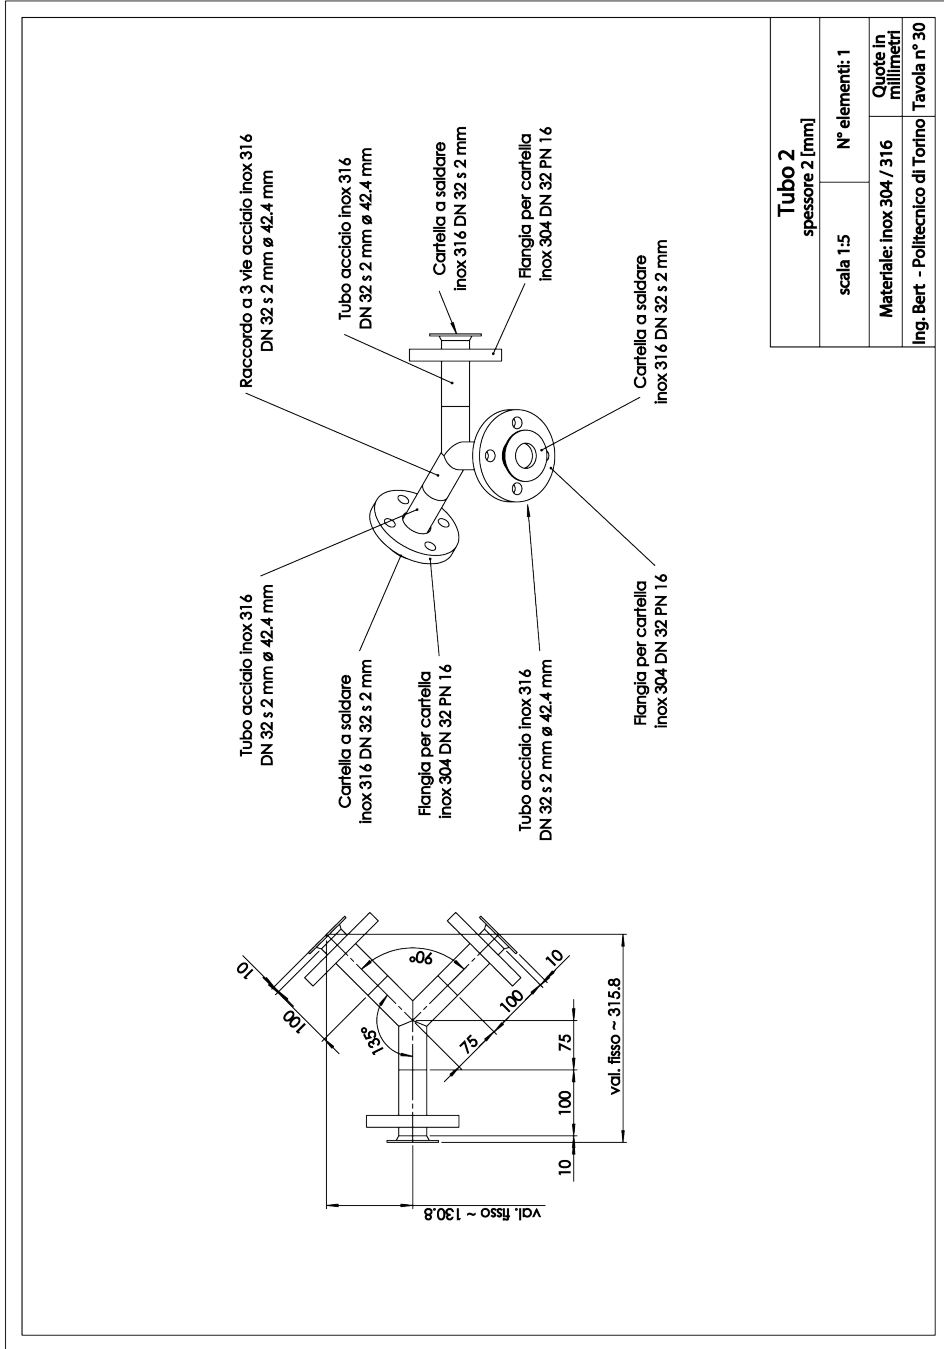 Tubo 2
spessore 2 [mm]
scala 1:5
N° elementi: 1
Materiale: inox 304 / 316
Quote in
millimetri
Ing. Bert - Politecnico di Torino
Tavola n° 30
Raccordo a 3 vie acciaio inox 316
DN 32 s 2 mm ø 42.4 mm
Tubo acciaio inox 316
DN 32 s 2 mm ø 42.4 mm
Cartella a saldare
inox 316 DN 32 s 2 mm
Flangia per cartella
inox 304 DN 32 PN 16
Cartella a saldare
inox 316 DN 32 s 2 mm
Tubo acciaio inox 316
DN 32 s 2 mm ø 42.4 mm
Cartella a saldare
inox 316 DN 32 s 2 mm
Flangia per cartella
inox 304 DN 32 PN 16
Tubo acciaio inox 316
DN 32 s 2 mm ø 42.4 mm
Flangia per cartella
inox 304 DN 32 PN 16
10
100
90°
135°
10
100
75
75
100
10
val. fisso ~ 315.8
val. fisso ~ 130.8